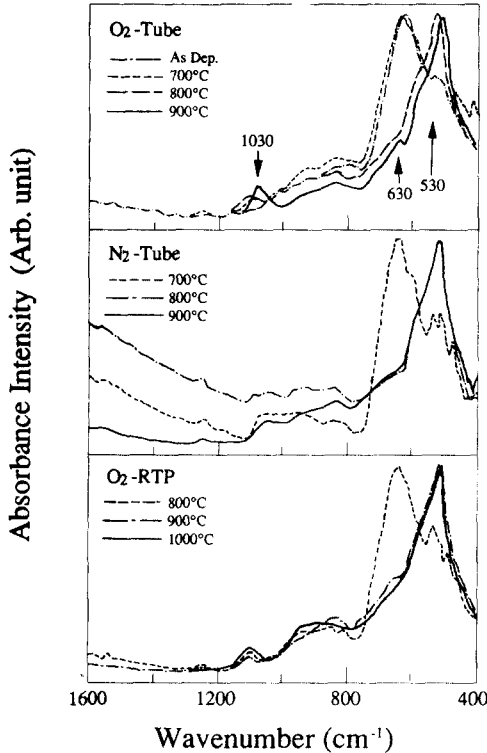 O2-Tube
As Dep.
700°C
800°C
900°C
1030
630
530
N2-Tube
700°C
800°C
900°C
O2-RTP
800°C
900°C
1000°C
Absorbance Intensity (Arb. unit)
1600
1200
800
400
Wavenumber (cm-1)